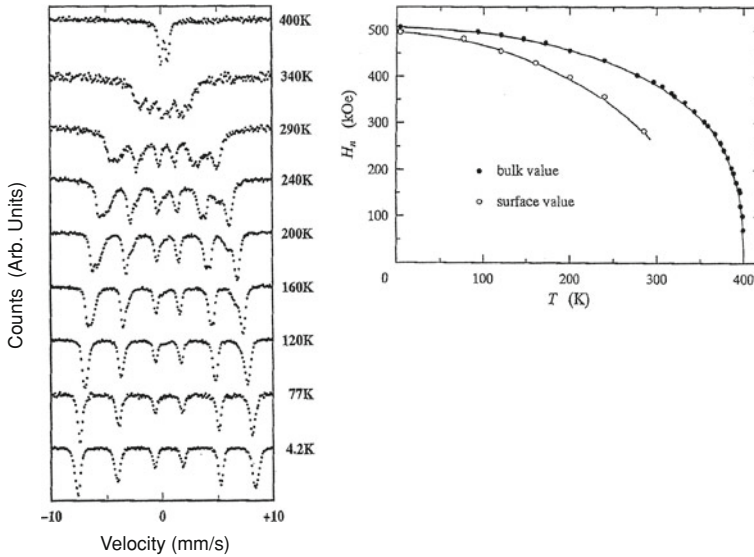 400K
340K
290K
240K
200K
160K
120K
77K
4.2K
Counts (Arb. Units)
-10 0 +10
Velocity (mm/s)
500
400
300
200
100
Hn (kOe)
bulk value
surface value
0 100 200 300 400
T (K)